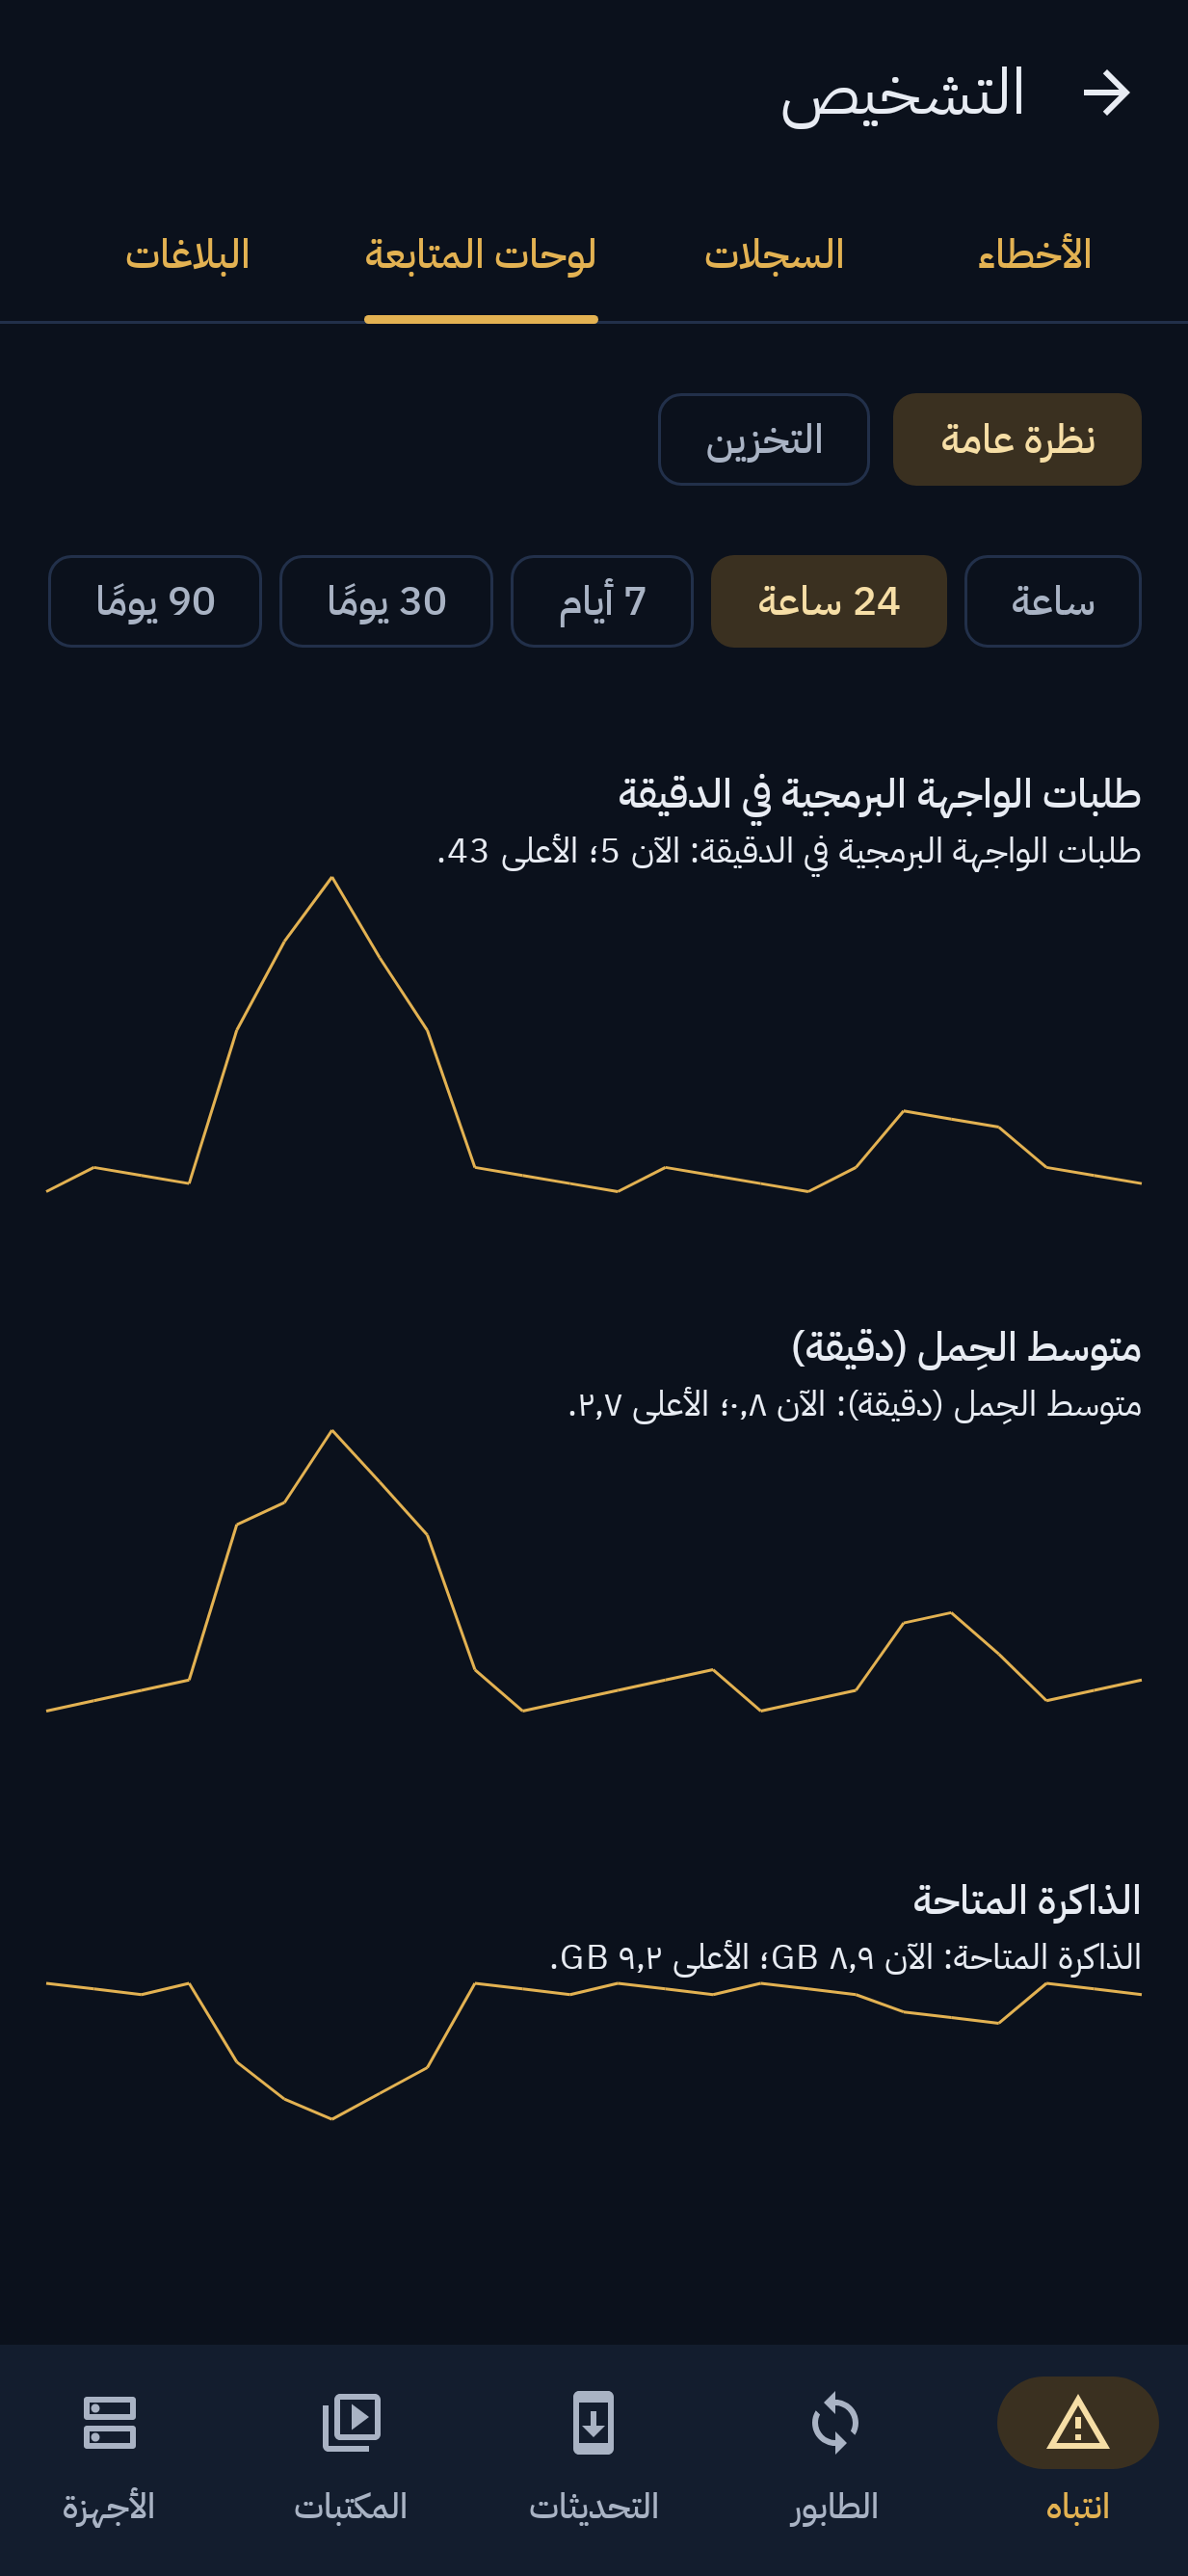 التشخيص
الأخطاء السجلات لوحات المتابعة البلاغات
نظرة عامة التخزين
ساعة 24 ساعة 7 أيام 30 يومًا 90 يومًا
طلبات الواجهة البرمجية في الدقيقة
طلبات الواجهة البرمجية في الدقيقة: الآن 5؛ الأعلى 43.
متوسط الحِمل (دقيقة)
متوسط الحِمل (دقيقة): الآن ٠,٨؛ الأعلى ٢,٧.
الذاكرة المتاحة
الذاكرة المتاحة: الآن ٨,٩ GB؛ الأعلى ٩,٢ GB.
انتباه الطابور التحديثات المكتبات الأجهزة